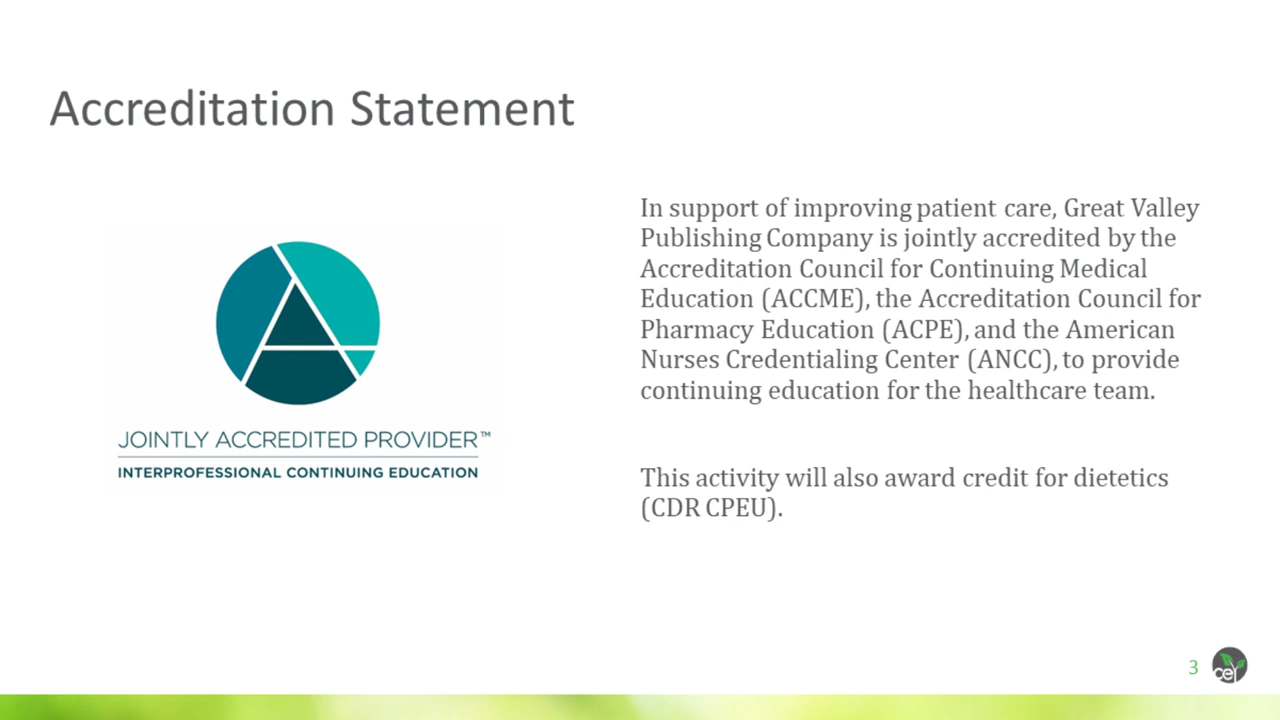 Accreditation Statement
In support of improving patient care, Great Valley
Publishing Company is jointly accredited by the
Accreditation Council for Continuing Medical
Education (ACCME), the Accreditation Council for
Pharmacy Education (ACPE), and the American
Nurses Credentialing Center (ANCC), to provide
continuing education for the healthcare team.
This activity will also award credit for dietetics
(CDR CPEU).
JOINTLY ACCREDITED PROVIDER™
INTERPROFESSIONAL CONTINUING EDUCATION
3